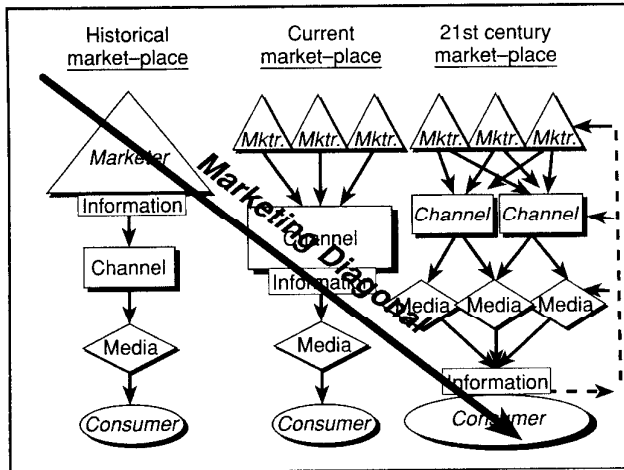 Historical
market–place
Current
market–place
21st century
market–place
Marketer
Information
Channel
Media
Consumer
Mktr.
Mktr.
Mktr.
Channel
Information
Media
Consumer
Mktr.
Mktr.
Mktr.
Channel
Channel
Media
Media
Media
Information
Consumer
Marketing Diagonal